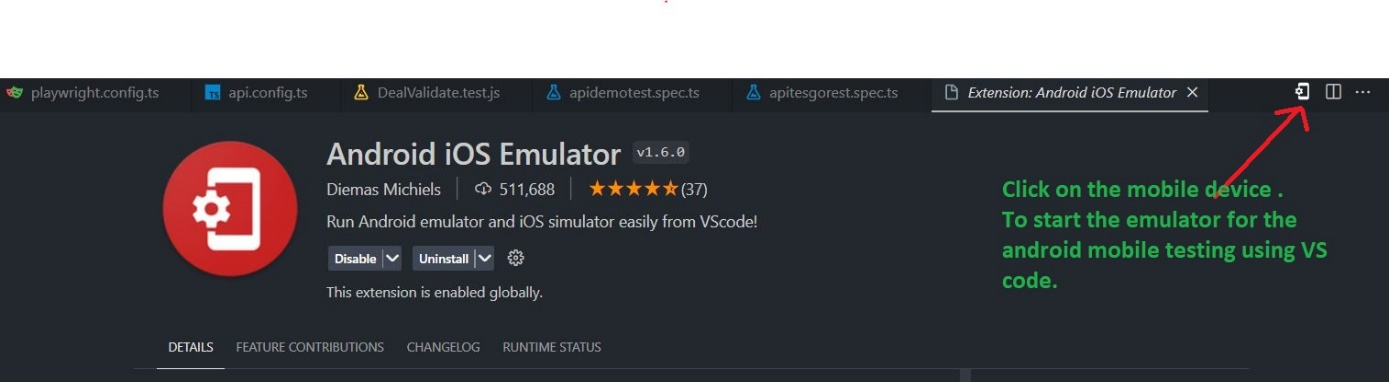 playwright.config.ts
TS api.config.ts
DealValidate.test.js
apidemotest.spec.ts
apitesgorest.spec.ts
Extension: Android iOS Emulator
Android iOS Emulator v1.6.0
Diemas Michiels 511,688 (37)
Run Android emulator and iOS simulator easily from VScode!
Disable Uninstall
This extension is enabled globally.
DETAILS FEATURE CONTRIBUTIONS CHANGELOG RUNTIME STATUS
Click on the mobile device .
To start the emulator for the
android mobile testing using VS
code.